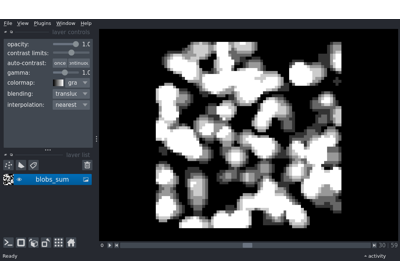 File View Plugins Window Help
layer controls
opacity: 1.(
contrast limits:
auto-contrast: once continuous
gamma: 1.(
colormap: gra
blending: translu
interpolation: nearest
layer list
blobs_sum
0 30 59
Ready activity